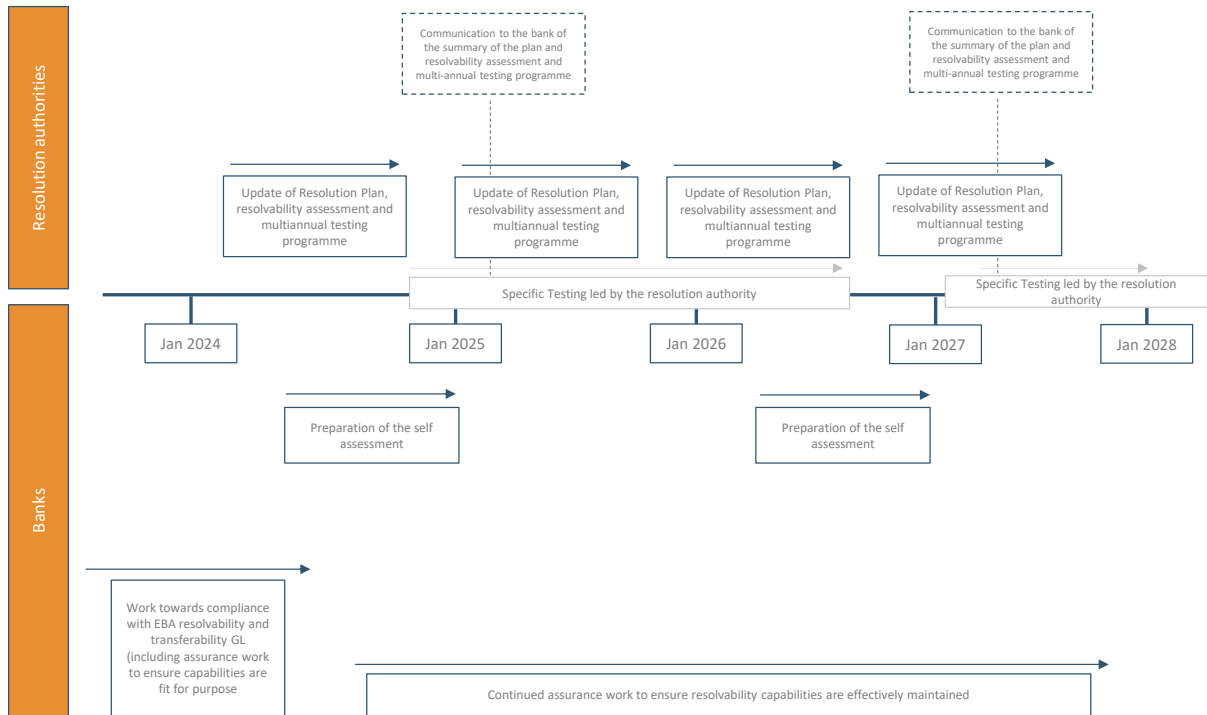 Resolution authorities
Communication to the bank
of the summary of the plan and
resolvability assessment and
multi-annual testing programme
Communication to the bank
of the summary of the plan and
resolvability assessment and
multi-annual testing programme
Update of Resolution Plan,
resolvability assessment and
multiannual testing
programme
Update of Resolution Plan,
resolvability assessment and
multiannual testing
programme
Update of Resolution Plan,
resolvability assessment and
multiannual testing
programme
Update of Resolution Plan,
resolvability assessment and
multiannual testing
programme
Specific Testing led by the resolution authority
Specific Testing led by the resolution
authority
Jan 2024
Jan 2025
Jan 2026
Jan 2027
Jan 2028
Banks
Preparation of the self
assessment
Preparation of the self
assessment
Work towards compliance
with EBA resolvability and
transferability GL
(including assurance work
to ensure capabilities are
fit for purpose
Continued assurance work to ensure resolvability capabilities are effectively maintained